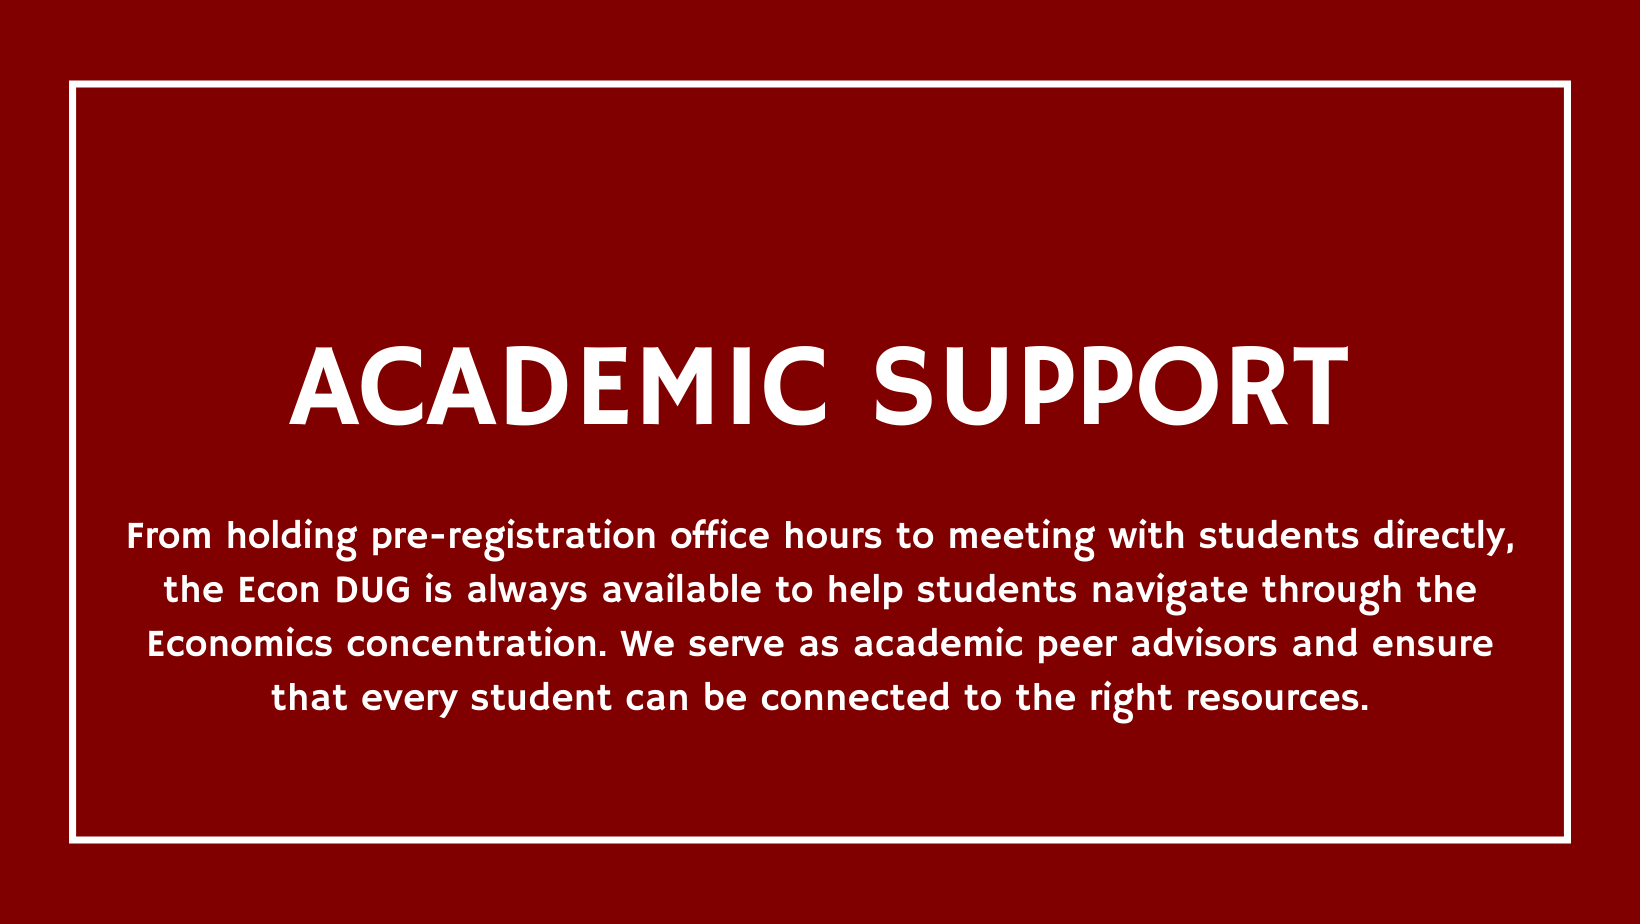 ACADEMIC SUPPORT
From holding pre-registration office hours to meeting with students directly,
the Econ DUG is always available to help students navigate through the
Economics concentration. We serve as academic peer advisors and ensure
that every student can be connected to the right resources.